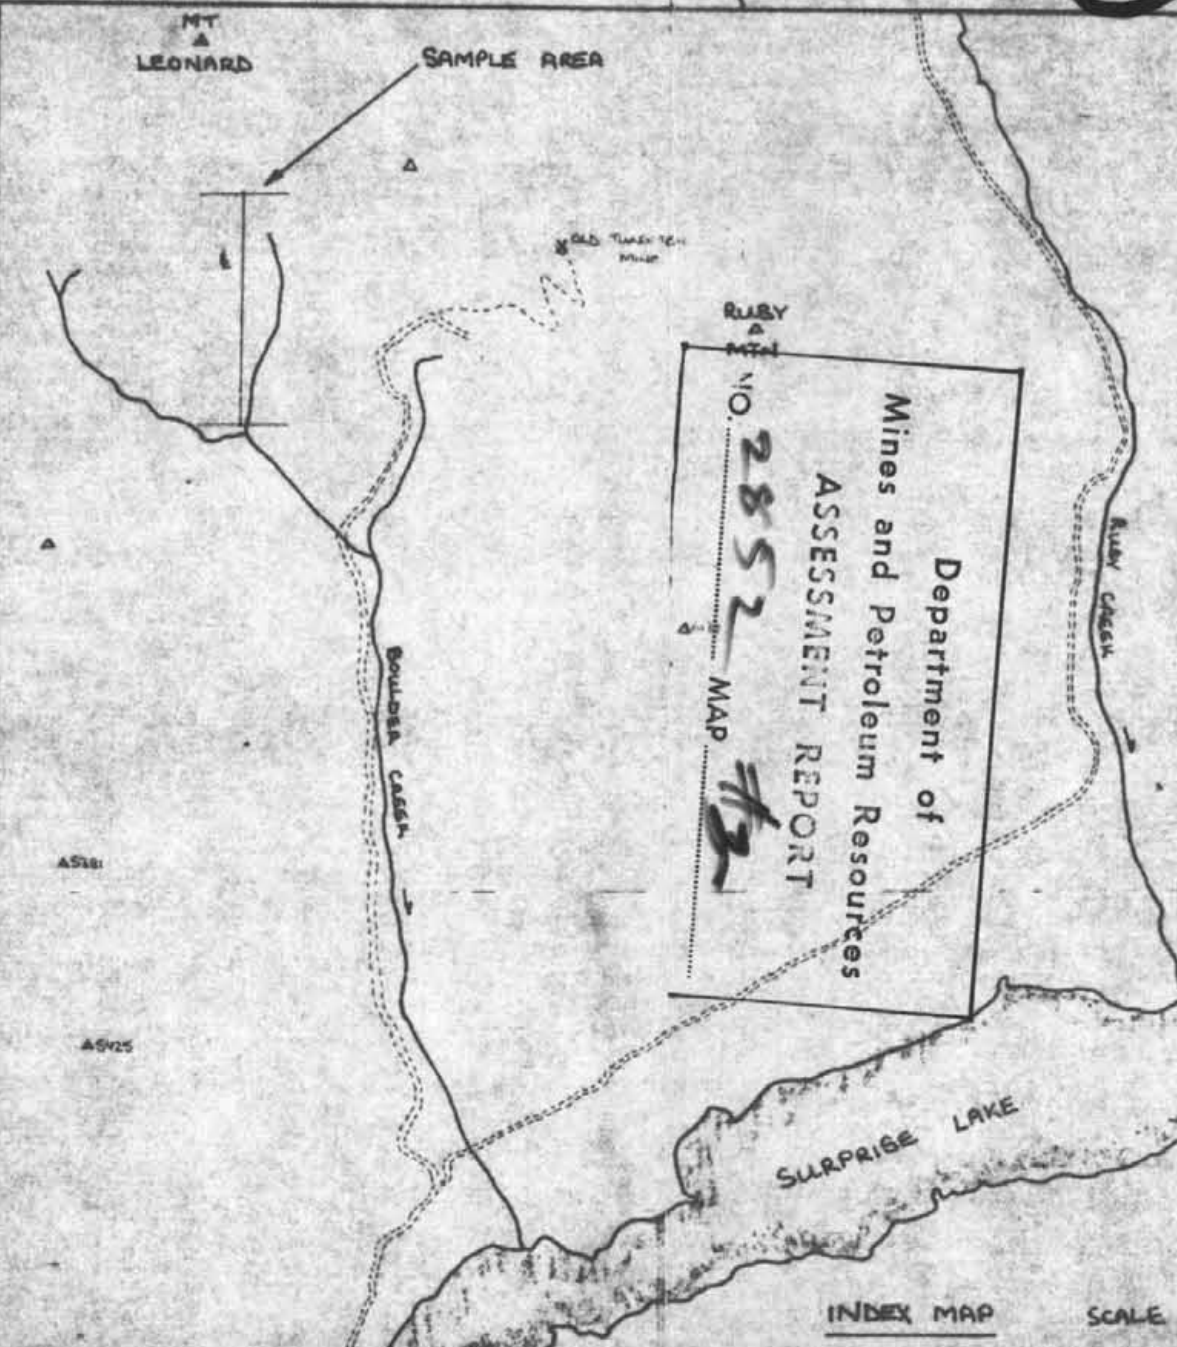 MT
LEONARD
SAMPLE AREA
OLD
MINE
RUBY
MTN
Department of
Mines and Petroleum Resources
ASSESSMENT REPORT
NO. 2852 MAP #3
RUBY CREEK
BOULDER CREEK
5425
SURPRISE LAKE
INDEX MAP SCALE